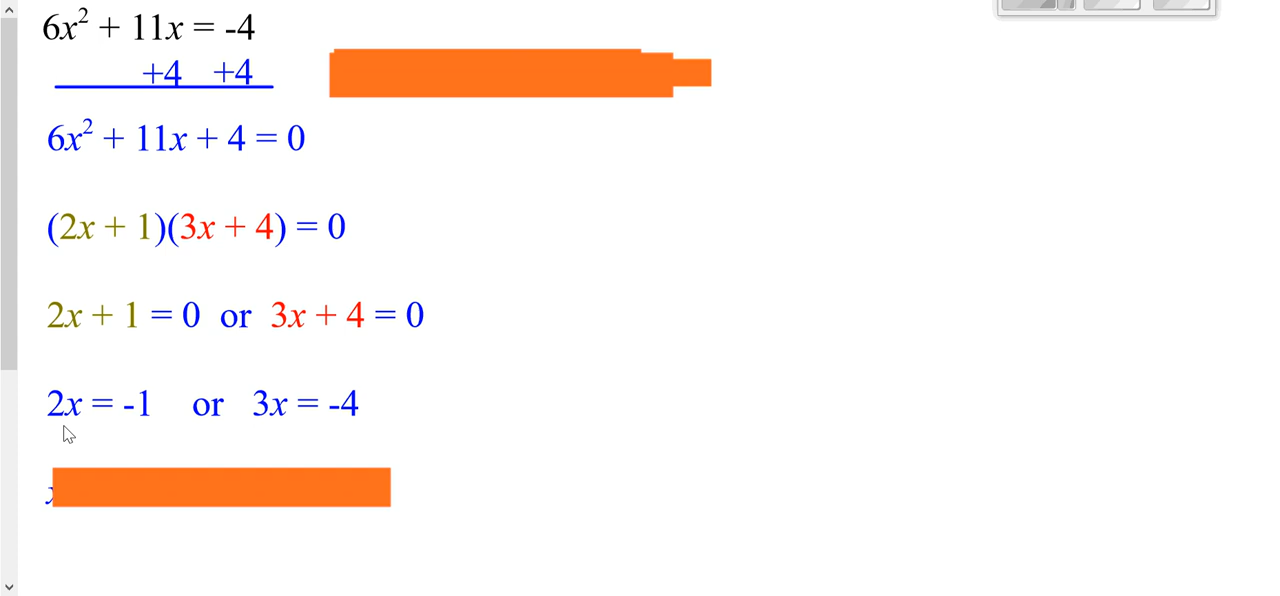 6x² + 11x = -4
+4 +4
6x² + 11x + 4 = 0
(2x + 1)(3x + 4) = 0
2x + 1 = 0 or 3x + 4 = 0
2x = -1 or 3x = -4